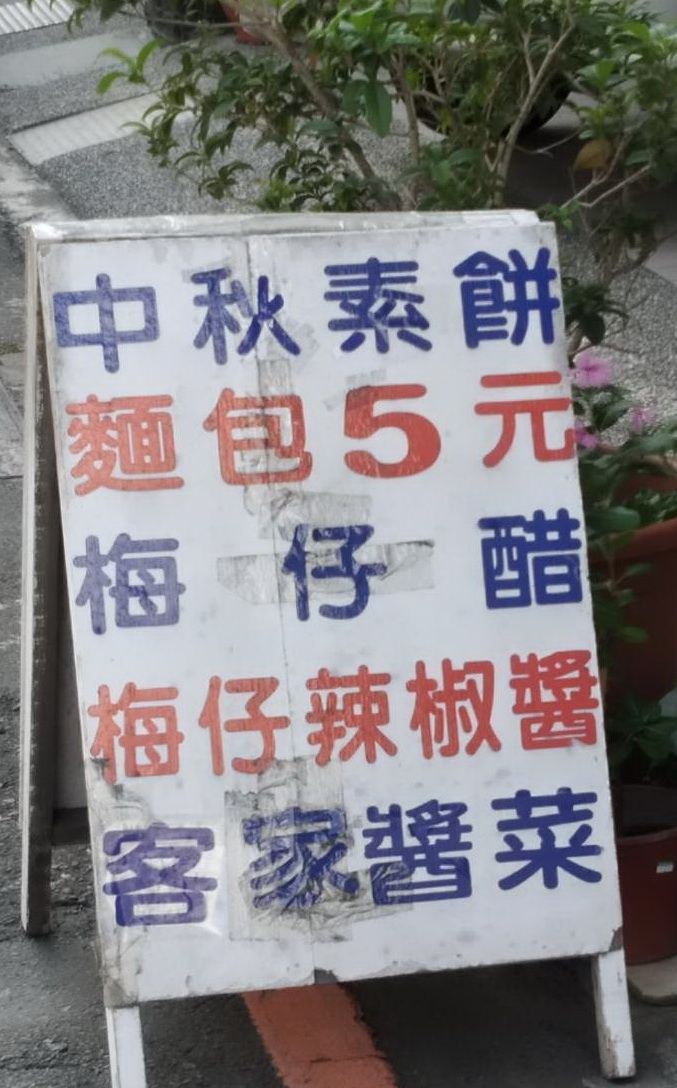 中秋素餅
麵包5元
梅仔醋
梅仔辣椒醬
客家醬菜